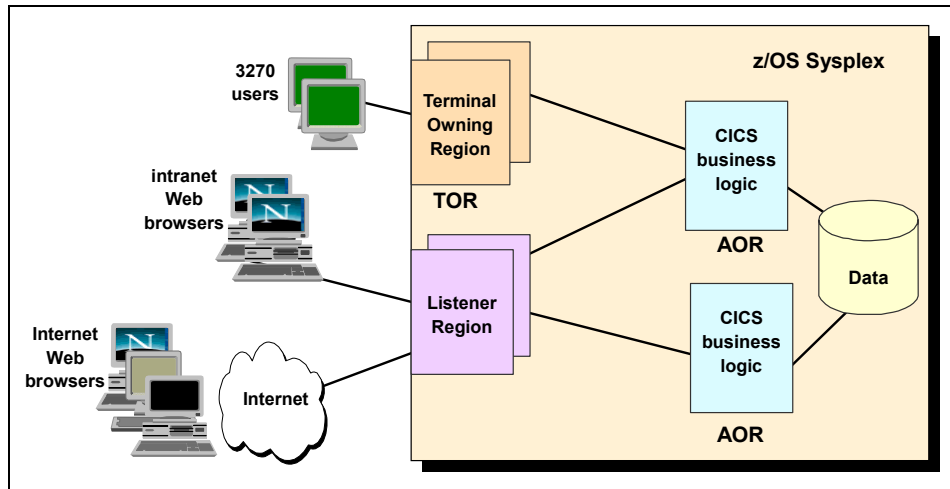 z/OS Sysplex
3270
users
Terminal
Owning
Region
TOR
CICS
business
logic
AOR
intranet
Web
browsers
N
N
Listener
Region
Data
CICS
business
logic
AOR
Internet
Web
browsers
N
Internet